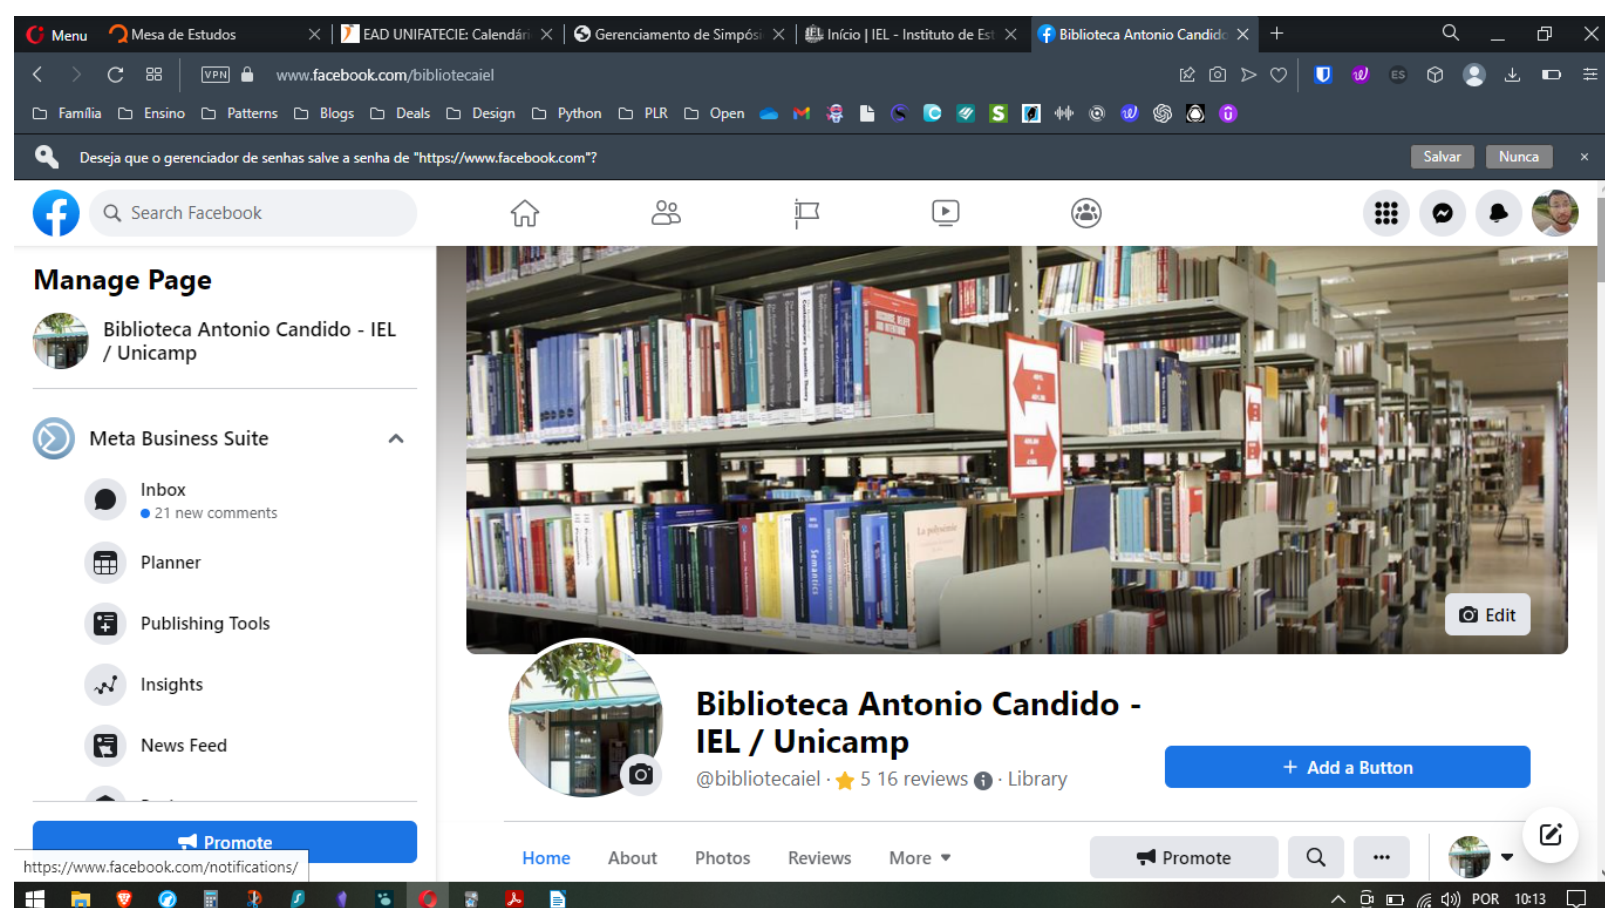 Menu
Mesa de Estudos
EAD UNIFATECIE: Calendári
Gerenciamento de Simpósi
Início | IEL - Instituto de Est
Biblioteca Antonio Candido
VPN
www.facebook.com/bibliotecaiel
ES
Família
Ensino
Patterns
Blogs
Deals
Design
Python
PLR
Open
Deseja que o gerenciador de senhas salve a senha de "https://www.facebook.com"?
Salvar
Nunca
Search Facebook
Manage Page
Biblioteca Antonio Candido - IEL
/ Unicamp
Meta Business Suite
Inbox
21 new comments
Planner
Publishing Tools
Insights
News Feed
Promote
https://www.facebook.com/notifications/
La polysémie
Semantics
Edit
Biblioteca Antonio Candido -
IEL / Unicamp
@bibliotecaiel · 5 16 reviews · Library
+ Add a Button
Home
About
Photos
Reviews
More
Promote
POR
10:13